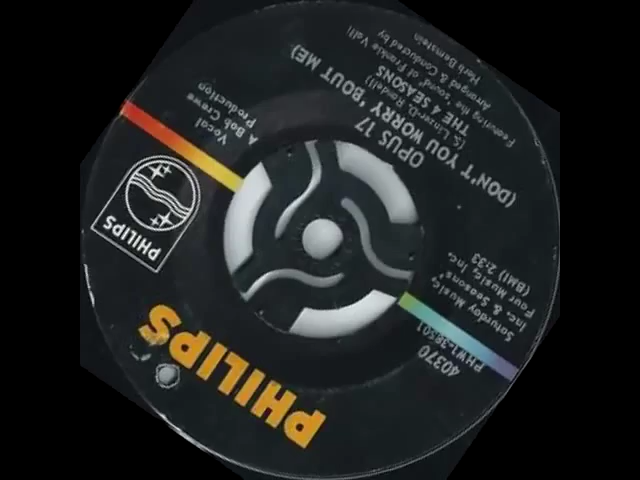 PHILIPS
PHILIPS
40370
PHW1-38501
Vocal
A Bob Crewe
Production
Saturday Music,
Inc. & Seasons'
Four Music, Inc.
(BMI) 2:33
OPUS 17
(DON'T YOU WORRY 'BOUT ME)
(S. Linzer-D. Randell)
THE 4 SEASONS
Featuring the "Sound" of Frankie Valli
Arranged & Conducted by
Herb Bernstein